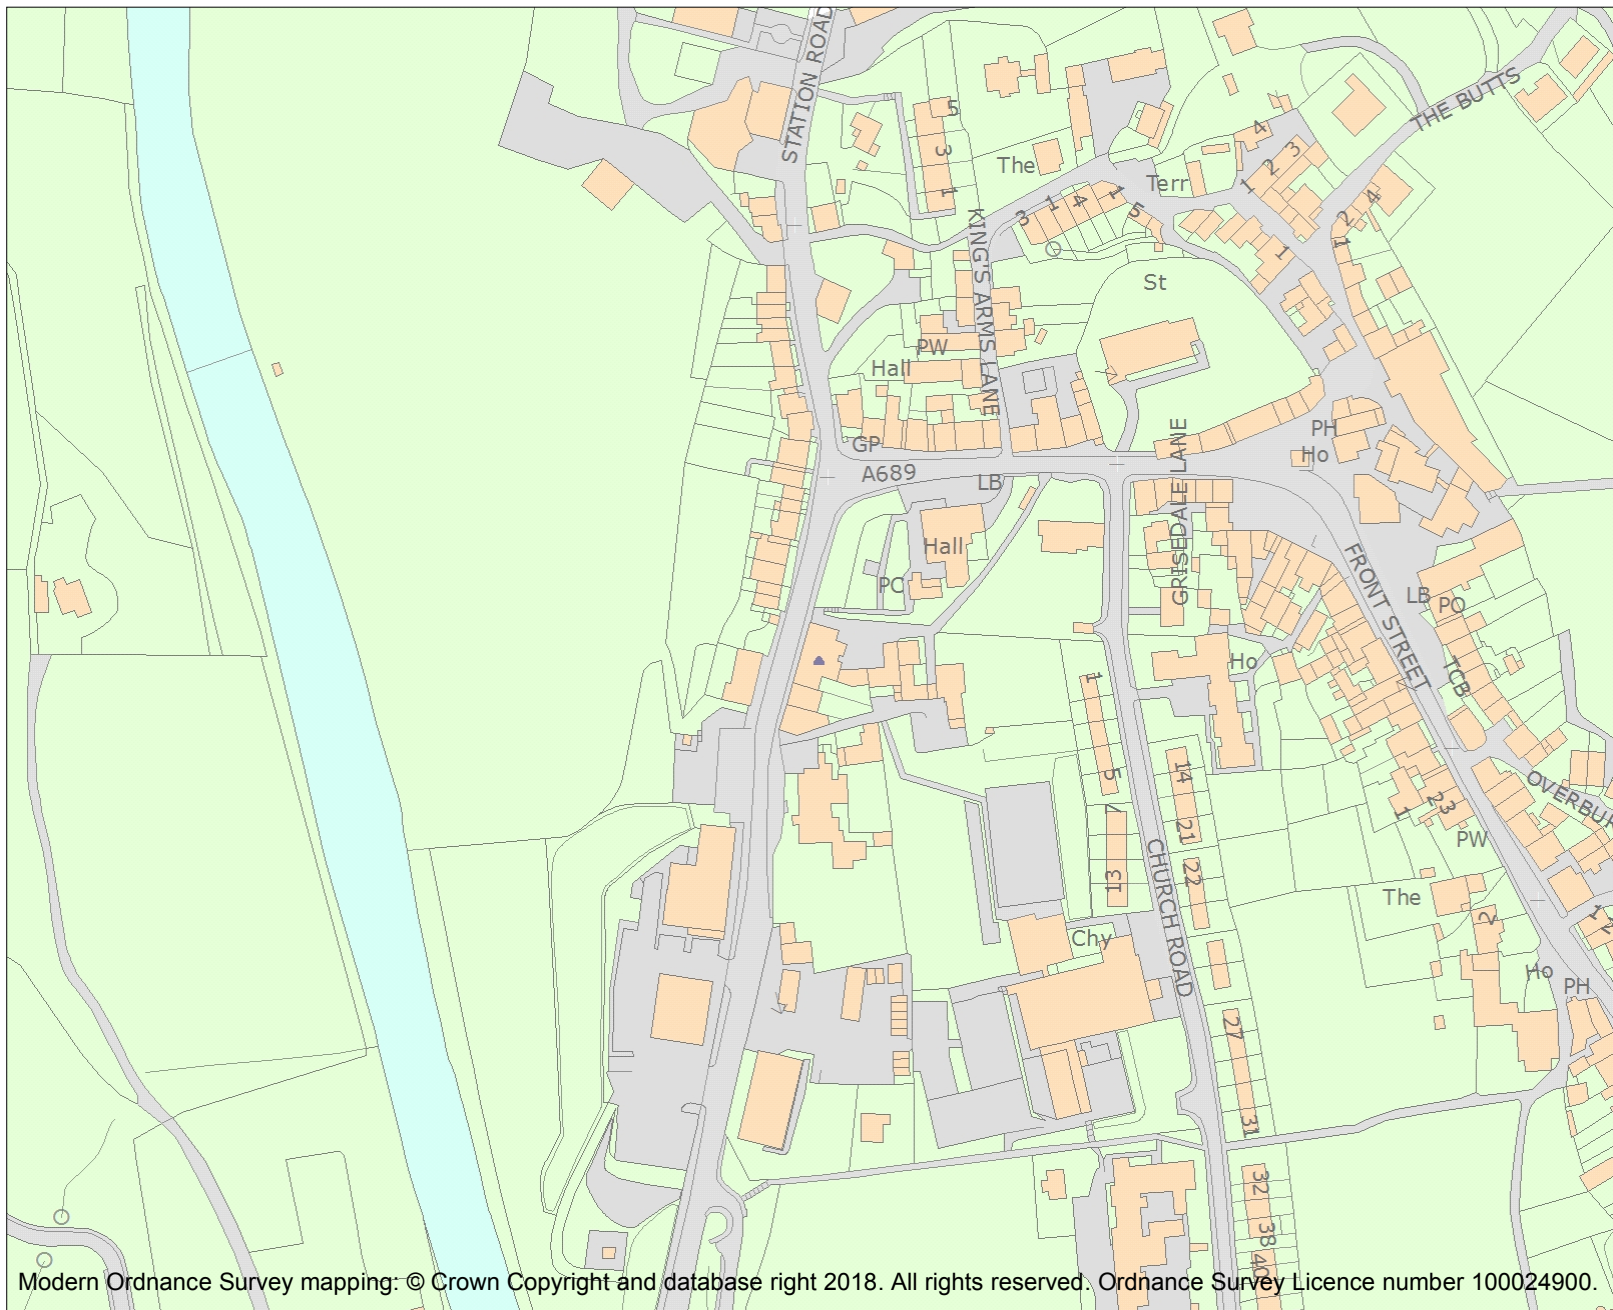 STATION ROAD
THE BUTTS
5
3
1
The
Terr
4
3
2
1
3
1
4
1
5
4
2
1
1
KING'S ARMS LANE
St
PW
Hall
GP
A689
LB
GRISEDALE LANE
PH
Ho
Hall
PC
FRONT STREET
LB
PO
TCB
Ho
1
5
7
13
14
21
22
CHURCH ROAD
Chy
OVERBUR
23
1
PW
The
2
1
2
Ho
PH
27
31
32
38
40
Modern Ordnance Survey mapping: © Crown Copyright and database right 2018. All rights reserved. Ordnance Survey Licence number 100024900.